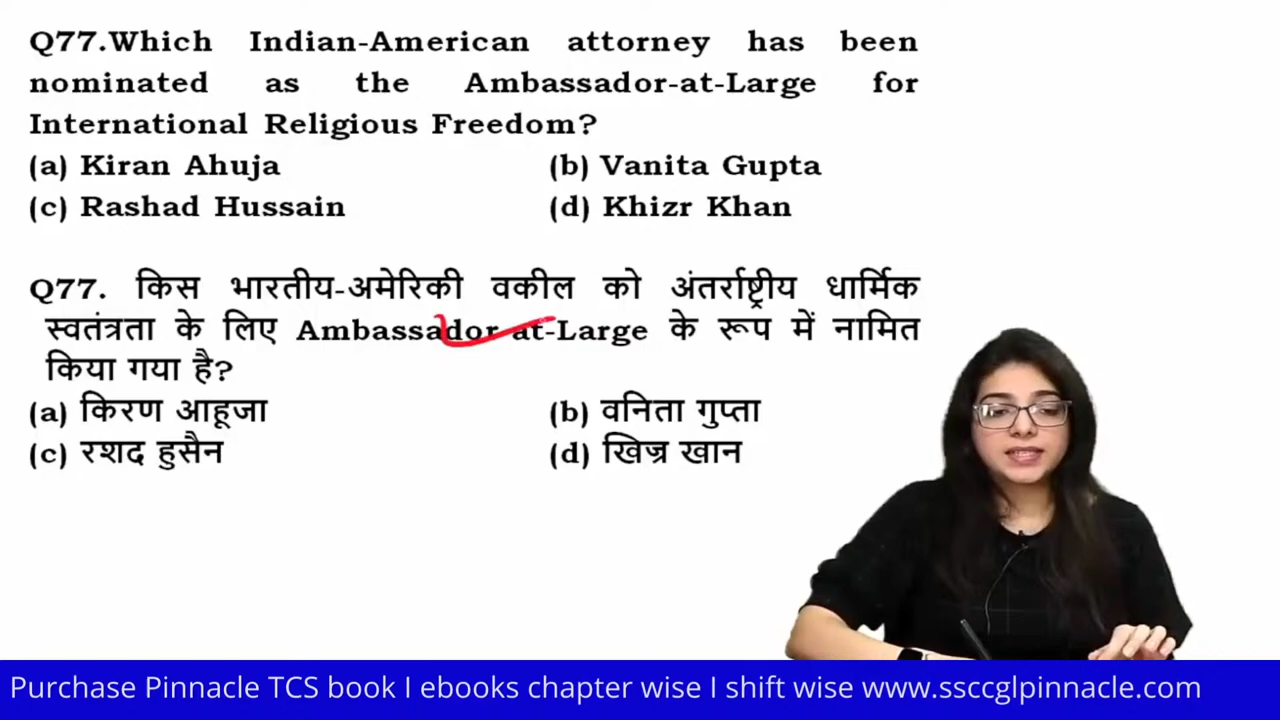 Q77.Which Indian-American attorney has been
nominated as the Ambassador-at-Large for
International Religious Freedom?
(a) Kiran Ahuja (b) Vanita Gupta
(c) Rashad Hussain (d) Khizr Khan
Q77. किस भारतीय-अमेरिकी वकील को अंतर्राष्ट्रीय धार्मिक
स्वतंत्रता के लिए Ambassador-at-Large के रूप में नामित
किया गया है?
(a) किरण आहूजा (b) वनिता गुप्ता
(c) रशद हुसैन (d) खिज्र खान
Purchase Pinnacle TCS book I ebooks chapter wise I shift wise www.ssccglpinnacle.com